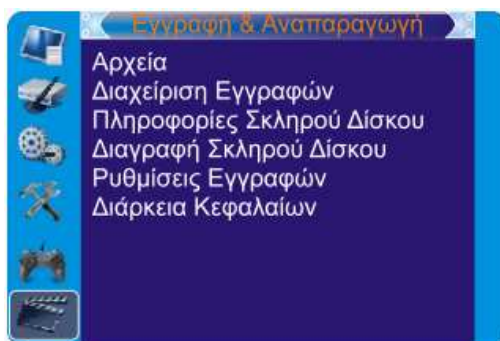 Εγγραφή & Αναπαραγωγή
Αρχεία
Διαχείριση Εγγραφών
Πληροφορίες Σκληρού Δίσκου
Διαγραφή Σκληρού Δίσκου
Ρυθμίσεις Εγγραφών
Διάρκεια Κεφαλαίων